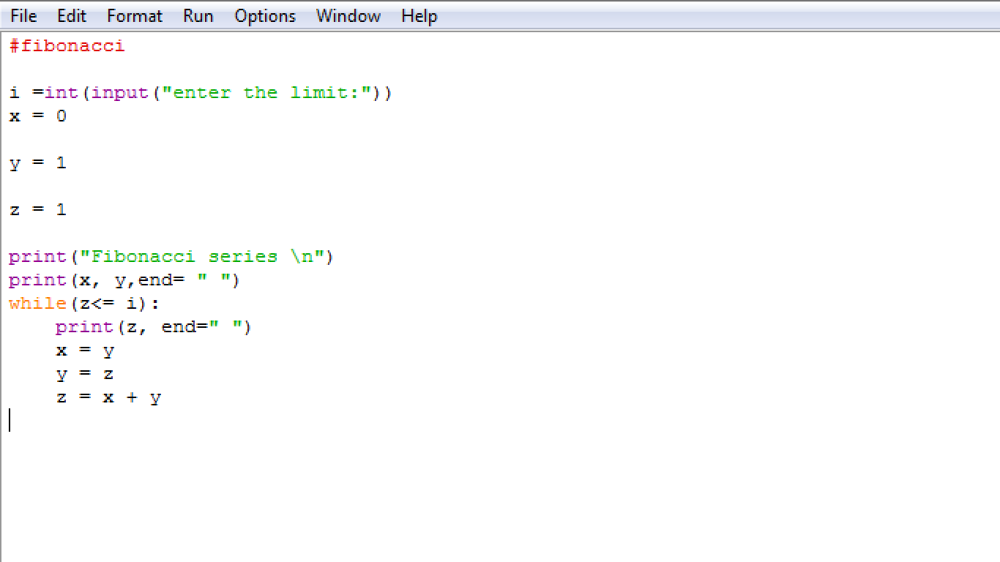 File Edit Format Run Options Window Help
#fibonacci
i =int(input("enter the limit:"))
x = 0
y = 1
z = 1
print("Fibonacci series \n")
print(x, y,end= " ")
while(z<= i):
    print(z, end=" ")
    x = y
    y = z
    z = x + y